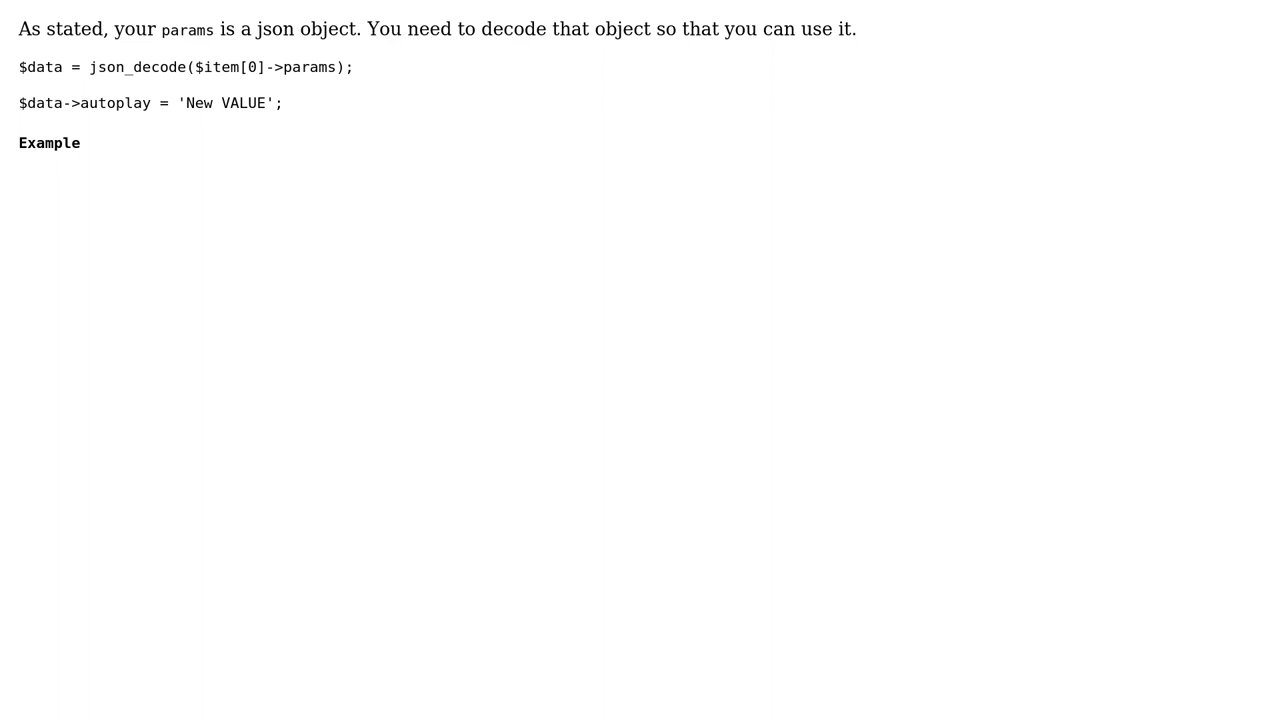 As stated, your params is a json object. You need to decode that object so that you can use it.
$data = json_decode($item[0]->params);
$data->autoplay = 'New VALUE';
Example